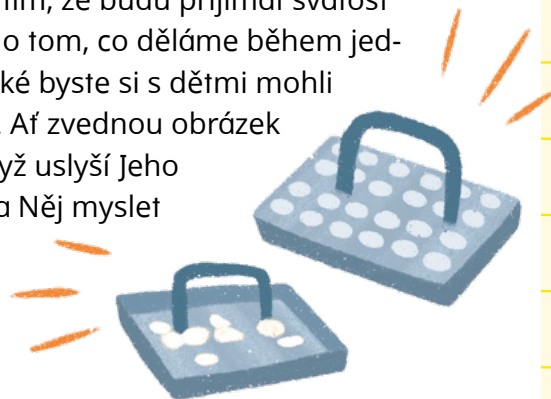 ním, že budu přijímat svátost
o tom, co děláme během jed-
ké byste si s dětmi mohli
Ať zvednou obrázek
yž uslyší Jeho
a Něj myslet